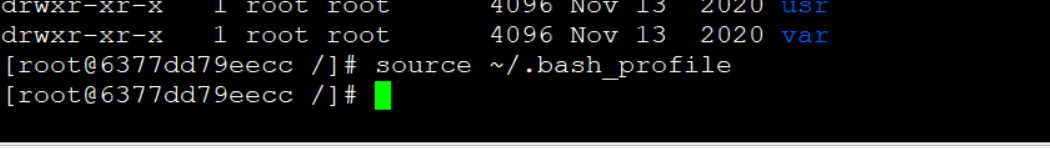 drwxr-xr-x   1 root root       4096 Nov 13  2020 usr
drwxr-xr-x   1 root root       4096 Nov 13  2020 var
[root@6377dd79eecc /]# source ~/.bash_profile
[root@6377dd79eecc /]#